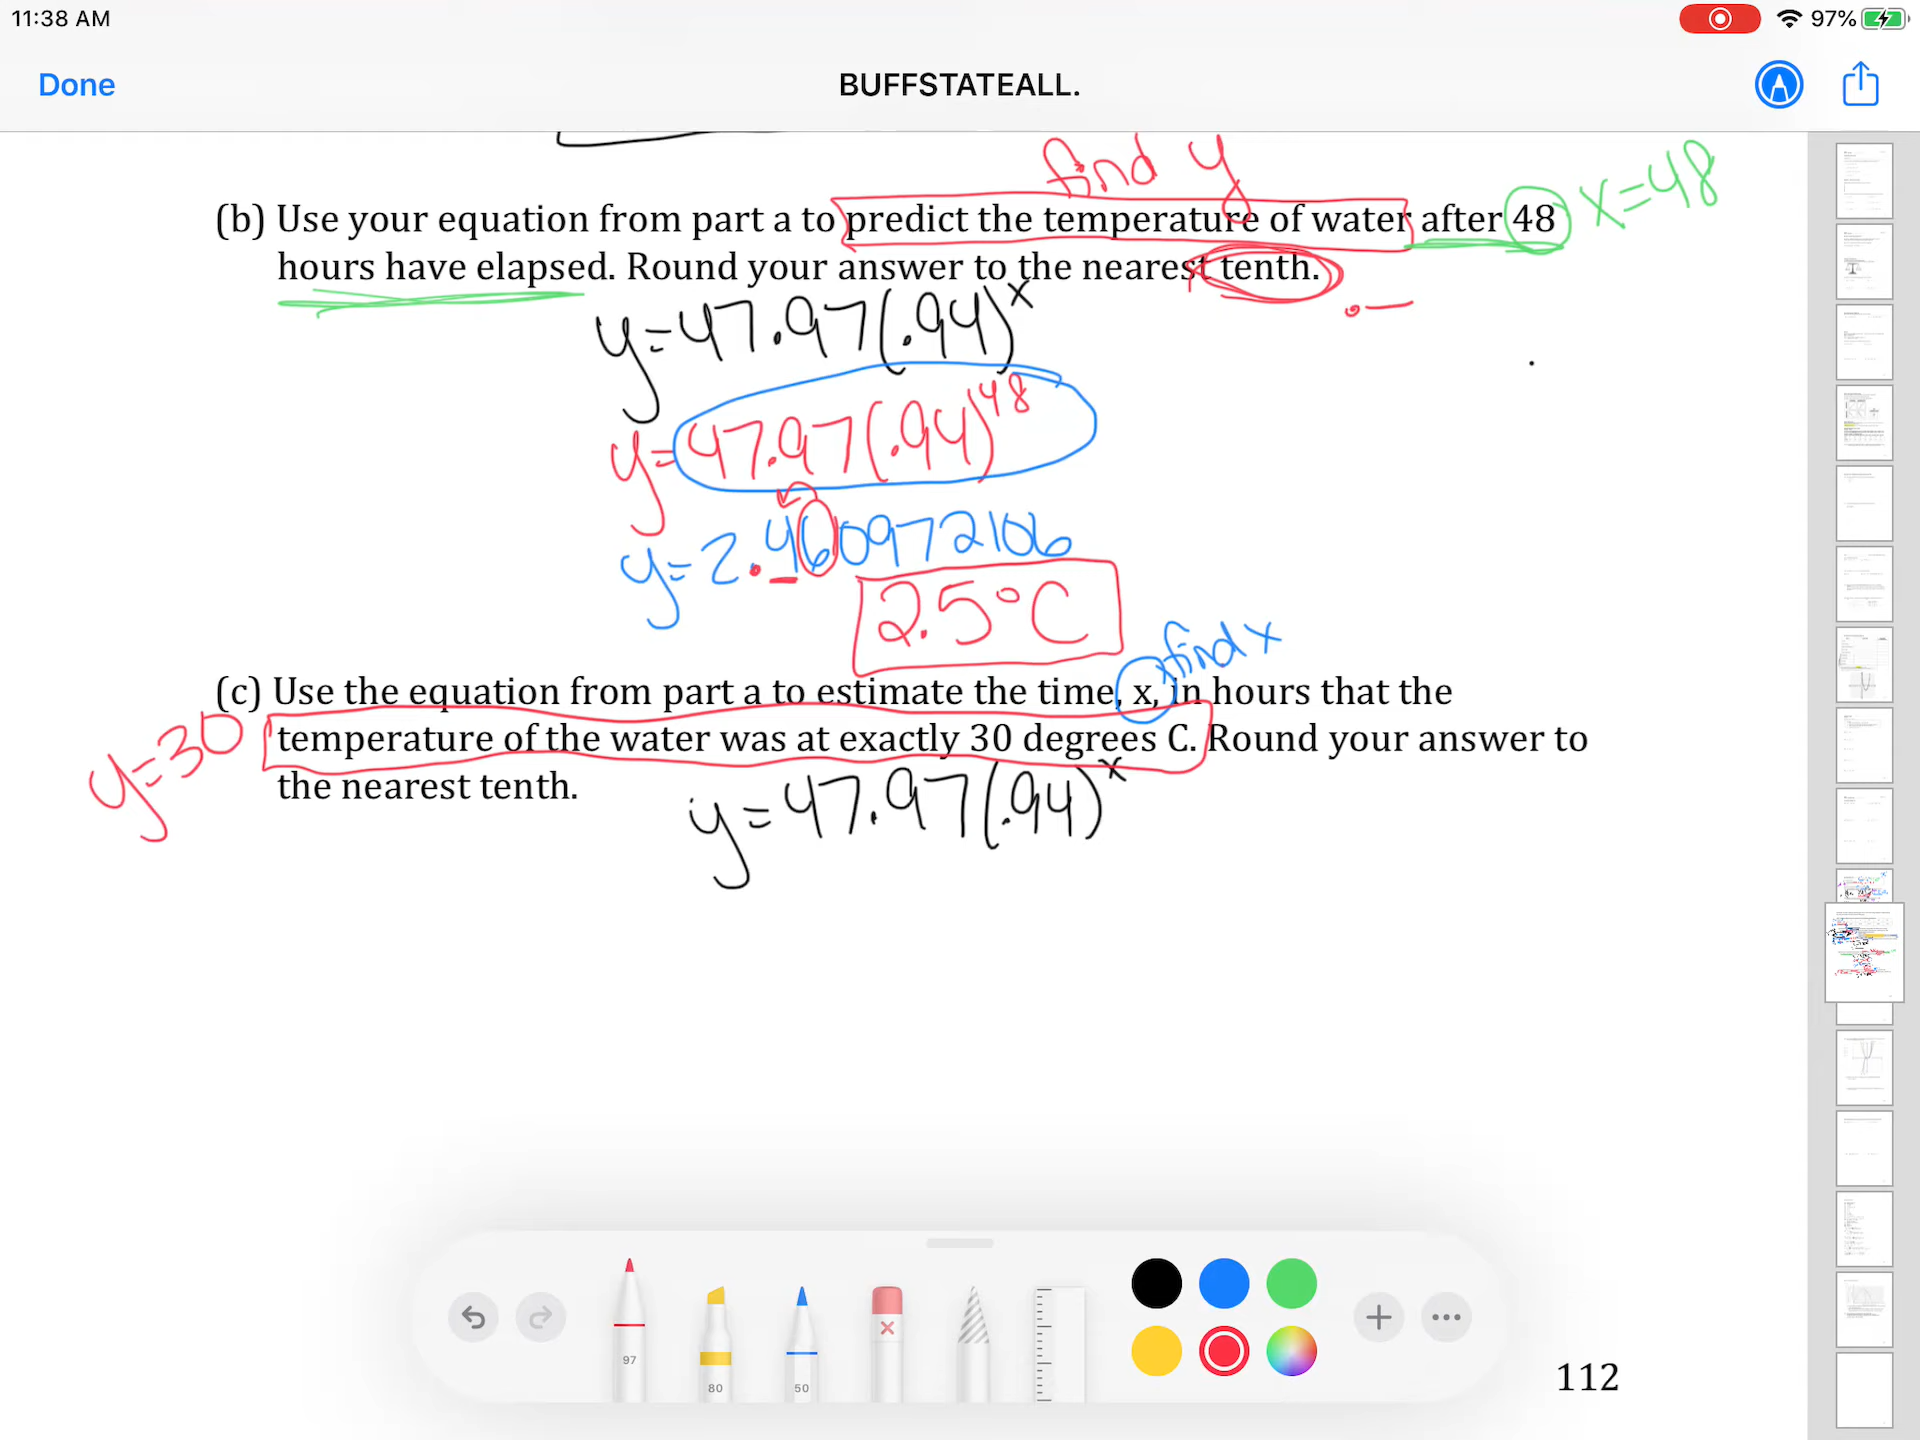 11:38 AM
97%
Done
BUFFSTATEALL.
find y
(b) Use your equation from part a to predict the temperature of water after 48 x=48
hours have elapsed. Round your answer to the nearest tenth.
.—
y=47.97(.94)^x
y=47.97(.94)^48
y=2.460972106
2.5°C
find x
(c) Use the equation from part a to estimate the time, x, in hours that the
y=30
temperature of the water was at exactly 30 degrees C. Round your answer to
the nearest tenth.
y=47.97(.94)^x
97
80
50
112